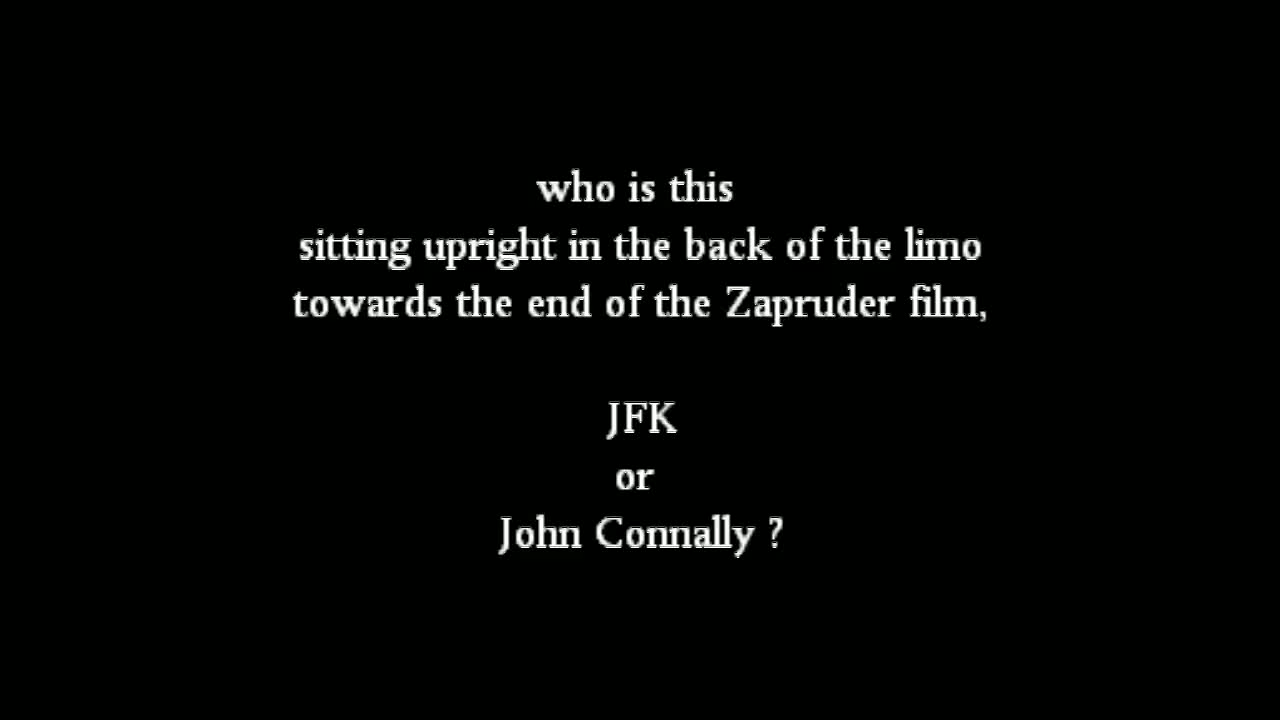 who is this
sitting upright in the back of the limo
towards the end of the Zapruder film,
JFK
or
John Connally ?